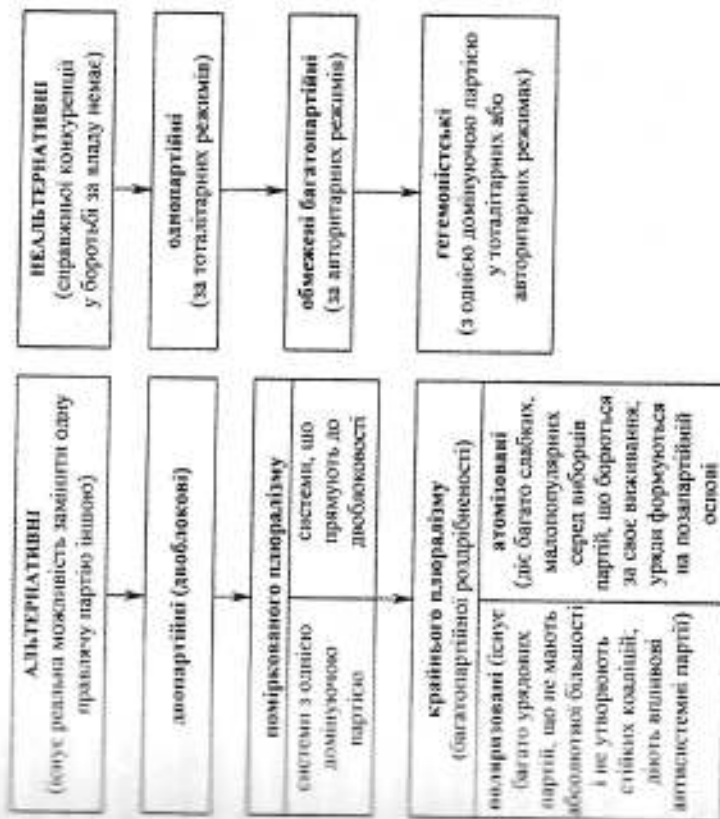 АЛЬТЕРНАТИВНІ
(існує реальна можливість замінити одну
правлячу партію іншою)
двопартійні (двоблокові)
поміркованого плюралізму
системи з однією
домінуючою
партією
системи, що
прямують до
двоблоковості
крайнього плюралізму
(багатопартійної роздрібненості)
поляризовані (існує
багато урядових
партій, що не мають
абсолютної більшості
і не утворюють
стійких коаліцій,
діють впливові
антисистемні партії)
атомізовані
(діє багато слабких,
малопопулярних
серед виборців
партій, що борються
за своє виживання,
уряди формуються
на позапартійній
основі
НЕАЛЬТЕРНАТИВНІ
(справжньої конкуренції
у боротьбі за владу немає)
однопартійні
(за тоталітарних режимів)
обмежені багатопартійні
(за авторитарних режимів)
гегемоністські
(з однією домінуючою партією
у тоталітарних або
авторитарних режимах)